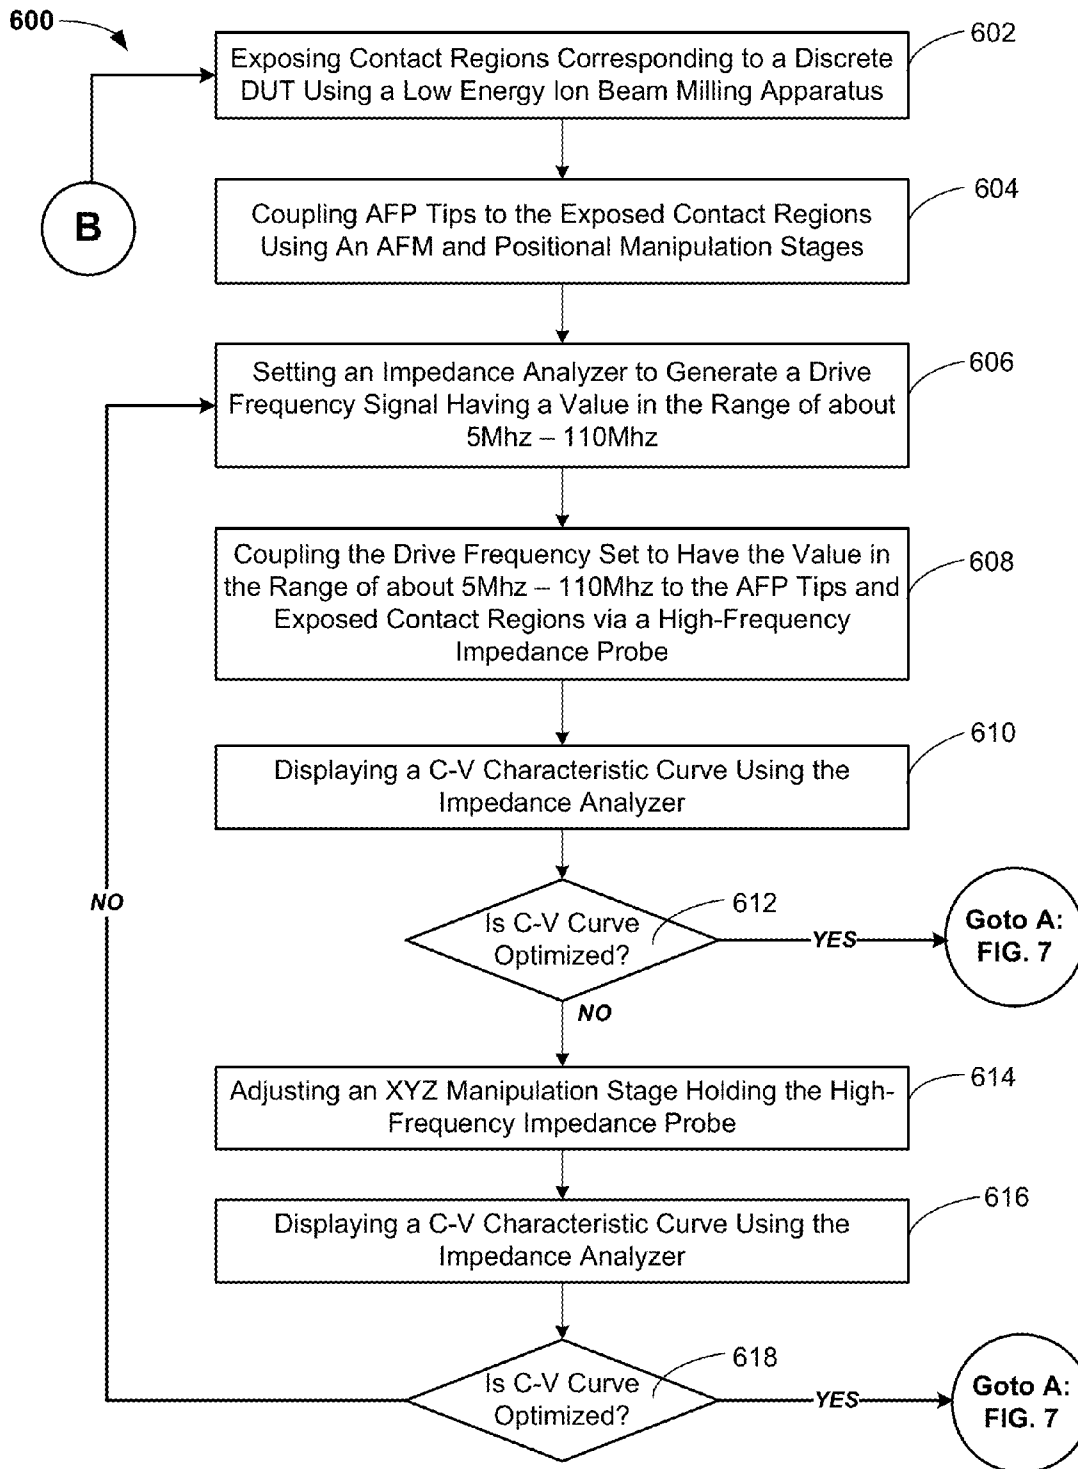 600
602
Exposing Contact Regions Corresponding to a Discrete
DUT Using a Low Energy Ion Beam Milling Apparatus
B
604
Coupling AFP Tips to the Exposed Contact Regions
Using An AFM and Positional Manipulation Stages
606
Setting an Impedance Analyzer to Generate a Drive
Frequency Signal Having a Value in the Range of about
5Mhz – 110Mhz
608
Coupling the Drive Frequency Set to Have the Value in
the Range of about 5Mhz – 110Mhz to the AFP Tips and
Exposed Contact Regions via a High-Frequency
Impedance Probe
610
Displaying a C-V Characteristic Curve Using the
Impedance Analyzer
NO
612
Is C-V Curve
Optimized?
YES
Goto A:
FIG. 7
NO
614
Adjusting an XYZ Manipulation Stage Holding the High-
Frequency Impedance Probe
616
Displaying a C-V Characteristic Curve Using the
Impedance Analyzer
618
Is C-V Curve
Optimized?
YES
Goto A:
FIG. 7